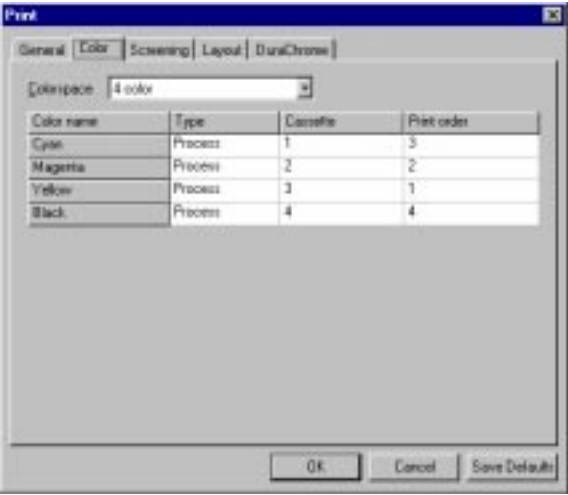 Print
General Color Screening Layout DuraChrome
Colorspace 4 color
Color name Type Cassette Print order
Cyan Process 1 3
Magenta Process 2 2
Yellow Process 3 1
Black Process 4 4
OK Cancel Save Defaults